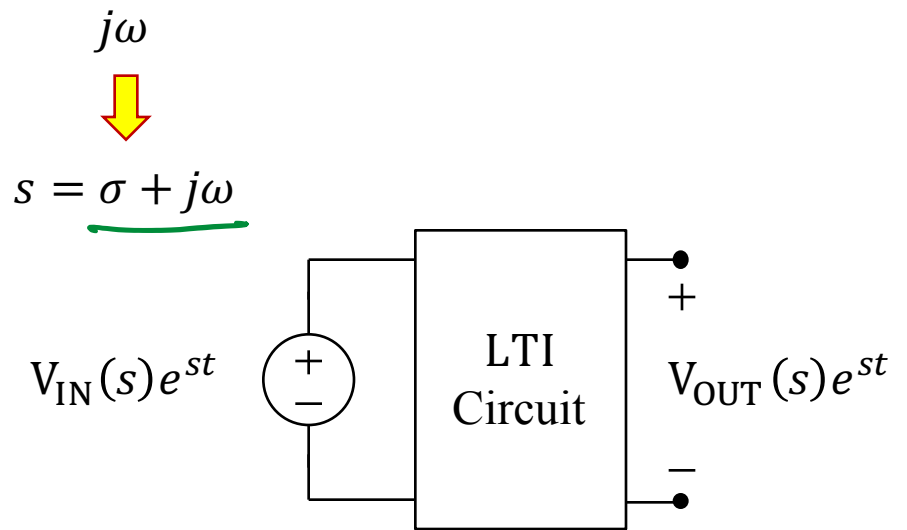 jω
s = σ + jω
V_IN(s)e^{st}
+
−
LTI
Circuit
+
V_OUT(s)e^{st}
−